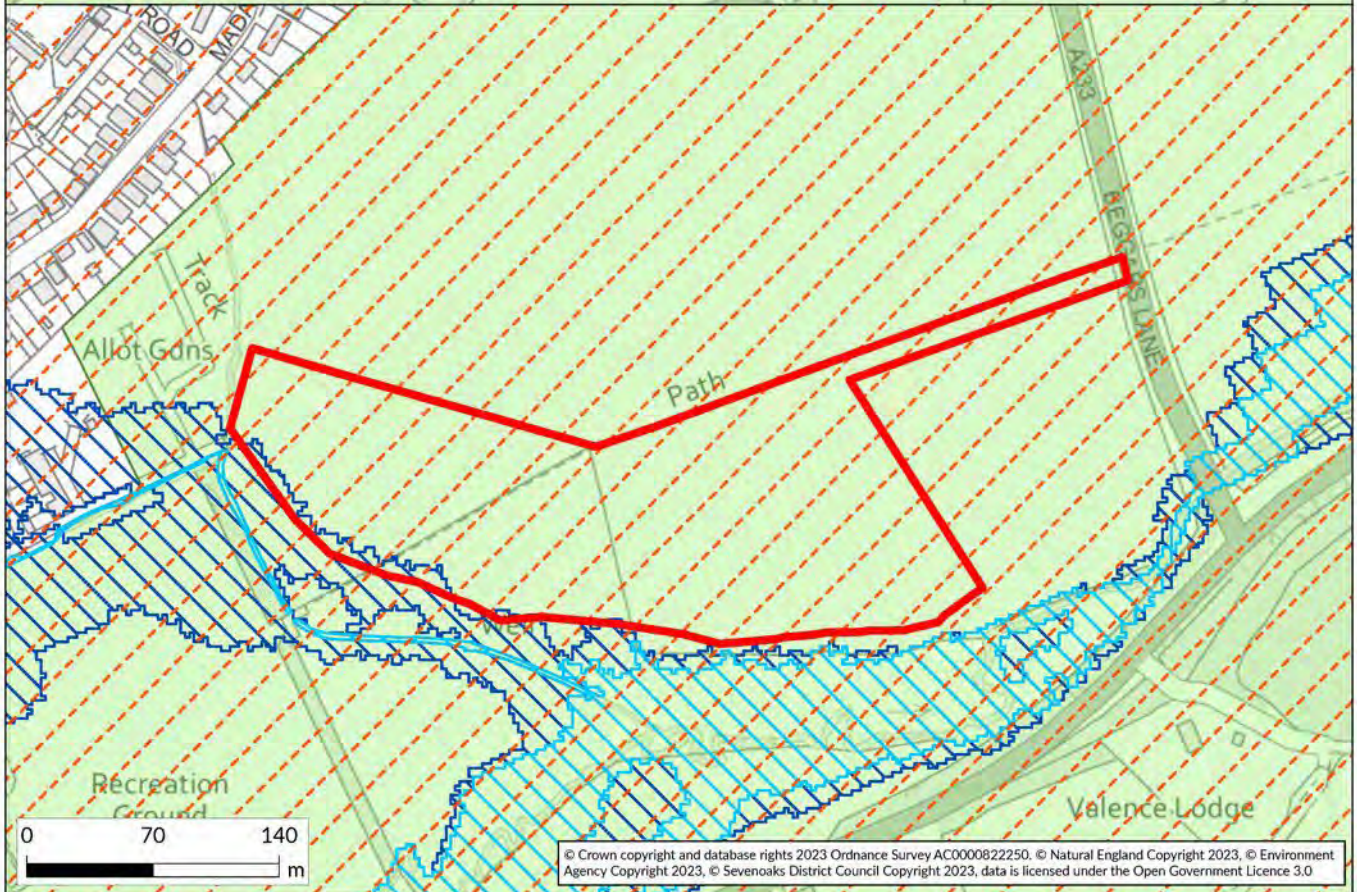 ROAD
A233
BEGGARS LANE
Track
Allot Gdns
Path
Recreation
Ground
Valence Lodge
0 70 140
m
© Crown copyright and database rights 2023 Ordnance Survey AC0000822250. © Natural England Copyright 2023, © Environment
Agency Copyright 2023, © Sevenoaks District Council Copyright 2023, data is licensed under the Open Government Licence 3.0